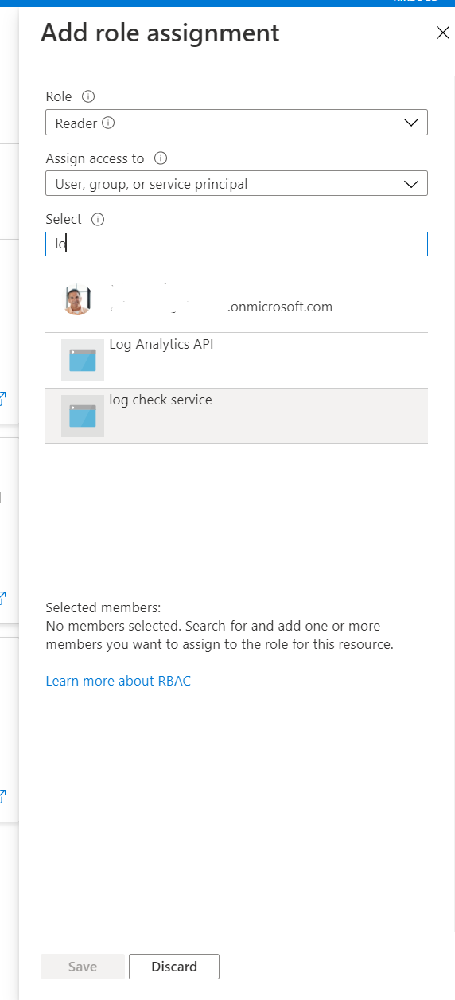 Add role assignment
Role
Reader
Assign access to
User, group, or service principal
Select
lo
.onmicrosoft.com
Log Analytics API
log check service
Selected members:
No members selected. Search for and add one or more
members you want to assign to the role for this resource.
Learn more about RBAC
Save
Discard